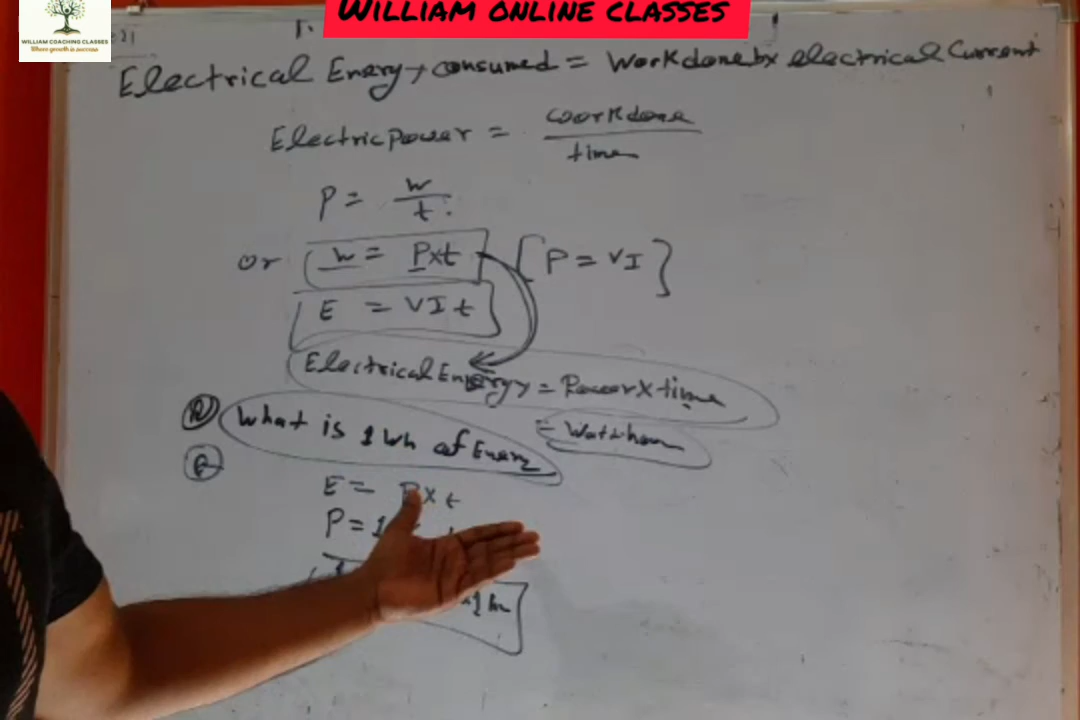 WILLIAM ONLINE CLASSES
WILLIAM COACHING CLASSES
Where growth is success
Electrical Energy consumed = Workdone by electrical Current
Electric power = workdone
time
P = W
t
or W = P x t [P = VI]
E = VI t
Electrical Energy = Power x time
= Watt hour
Q What is 1 Wh of Energy
E = P x t
P = 1